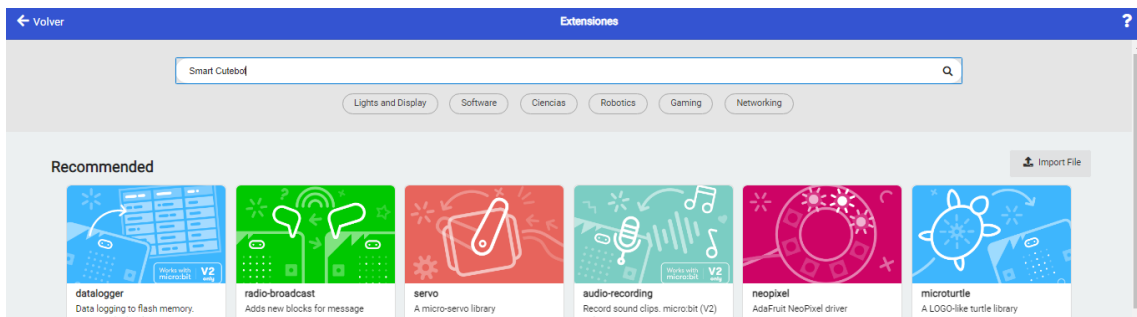 Volver
Extensiones
?
Smart Cutebot
Lights and Display
Software
Ciencias
Robotics
Gaming
Networking
Recommended
Import File
Works with micro:bit V2 only
Works with micro:bit V2 only
datalogger
Data logging to flash memory.
radio-broadcast
Adds new blocks for message
servo
A micro-servo library
audio-recording
Record sound clips. micro:bit (V2)
neopixel
AdaFruit NeoPixel driver
microturtle
A LOGO-like turtle library